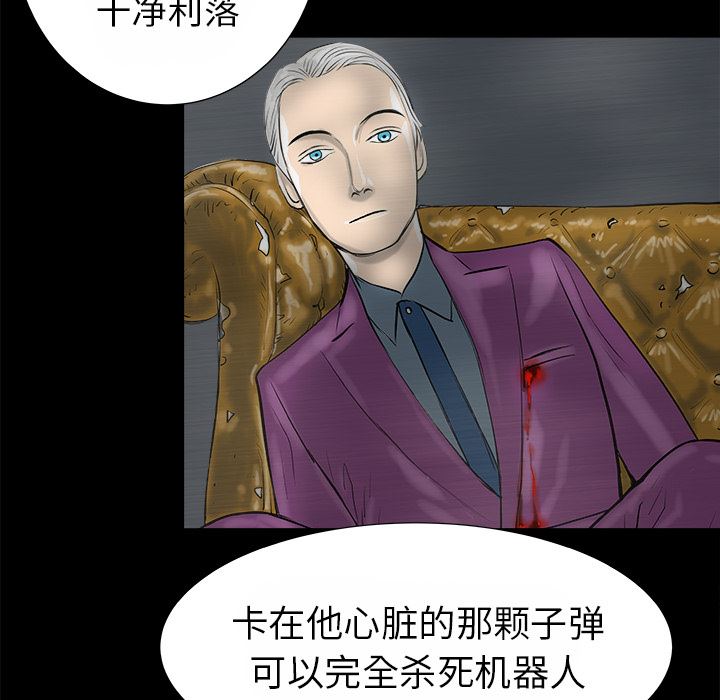 干净利落
卡在他心脏的那颗子弹
可以完全杀死机器人